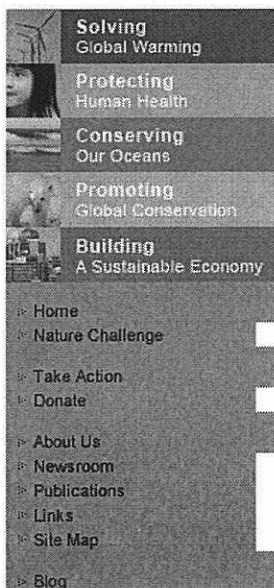 Solving
Global Warming
Protecting
Human Health
Conserving
Our Oceans
Promoting
Global Conservation
Building
A Sustainable Economy
Home
Nature Challenge
Take Action
Donate
About Us
Newsroom
Publications
Links
Site Map
Blog